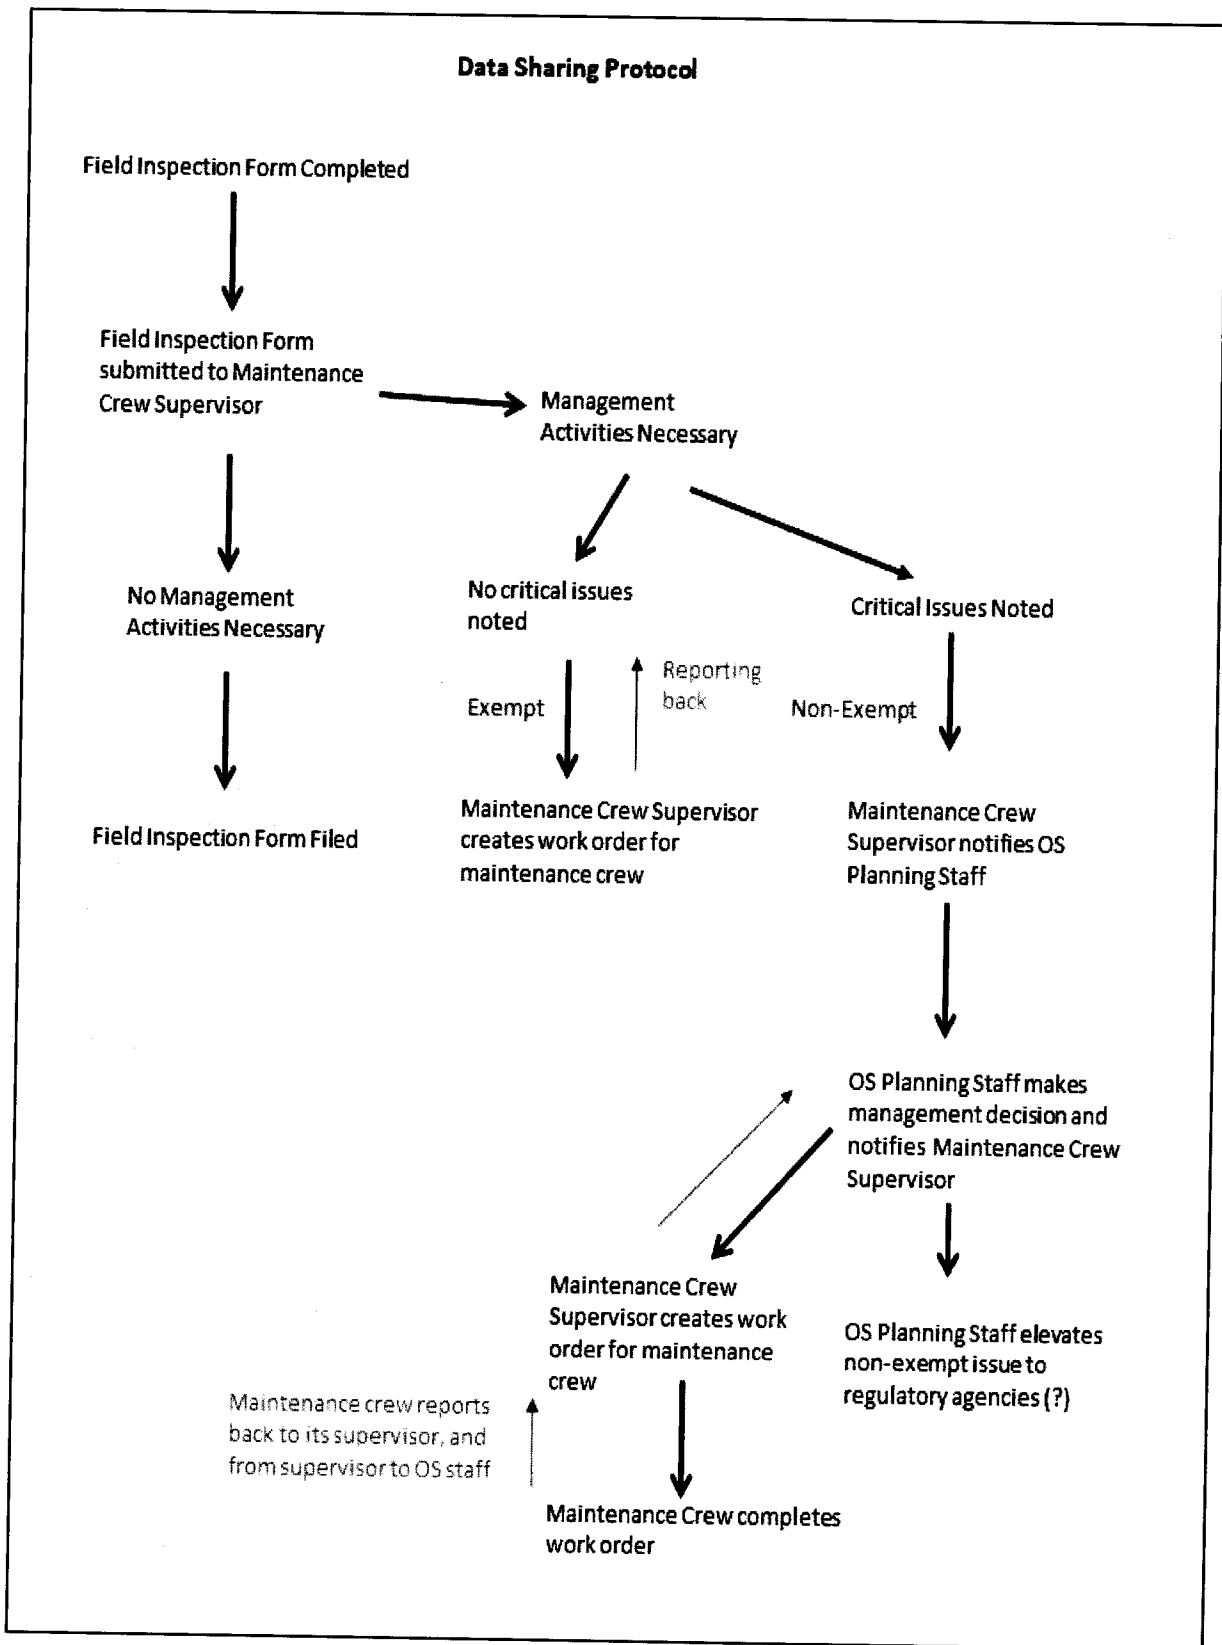 Data Sharing Protocol
Field Inspection Form Completed
Field Inspection Form
submitted to Maintenance
Crew Supervisor
Management
Activities Necessary
No Management
Activities Necessary
No critical issues
noted
Critical Issues Noted
Exempt
Reporting
back
Non-Exempt
Field Inspection Form Filed
Maintenance Crew Supervisor
creates work order for
maintenance crew
Maintenance Crew
Supervisor notifies OS
Planning Staff
OS Planning Staff makes
management decision and
notifies Maintenance Crew
Supervisor
Maintenance Crew
Supervisor creates work
order for maintenance
crew
OS Planning Staff elevates
non-exempt issue to
regulatory agencies (?)
Maintenance crew reports
back to its supervisor, and
from supervisor to OS staff
Maintenance Crew completes
work order